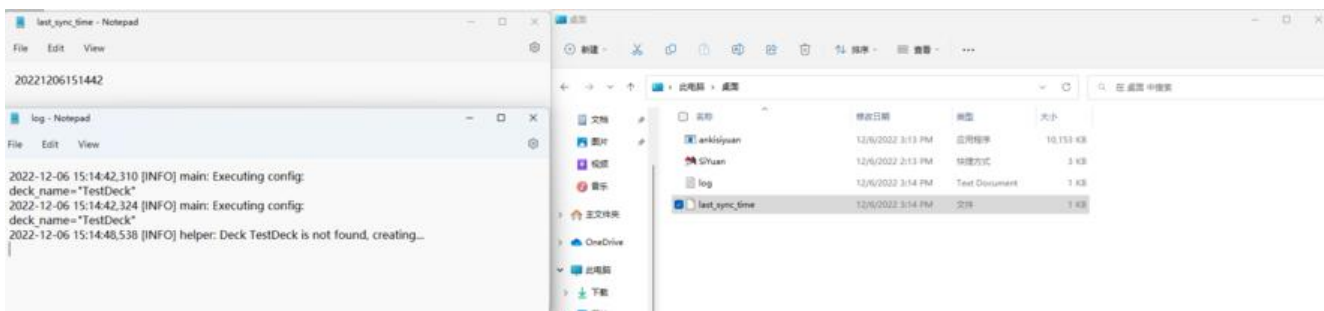 last_sync_time - Notepad
File Edit View
20221206151442
log - Notepad
File Edit View
2022-12-06 15:14:42,310 [INFO] main: Executing config:
deck_name="TestDeck"
2022-12-06 15:14:42,324 [INFO] main: Executing config:
deck_name="TestDeck"
2022-12-06 15:14:48,538 [INFO] helper: Deck TestDeck is not found, creating...
桌面
新建 排序 查看 ...
此电脑 › 桌面
在 桌面 中搜索
文档
图片
视频
音乐
主文件夹
OneDrive
此电脑
下载
名称 修改日期 类型 大小
ankisiyuan 12/6/2022 3:13 PM 应用程序 10,153 KB
SiYuan 12/6/2022 2:13 PM 快捷方式 3 KB
log 12/6/2022 3:14 PM Text Document 1 KB
last_sync_time 12/6/2022 3:14 PM 文件 1 KB